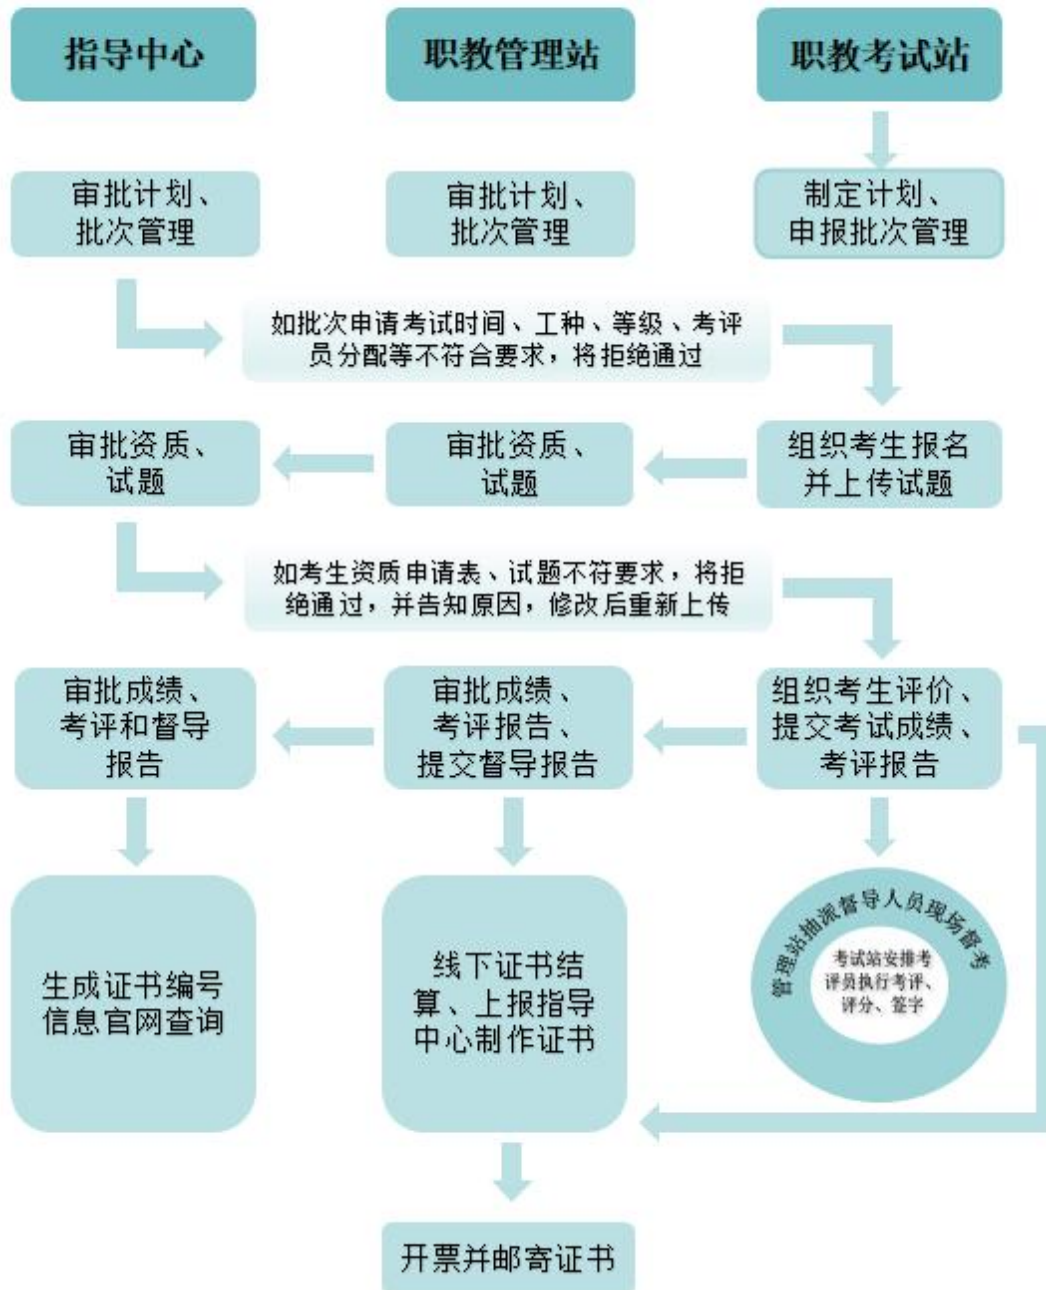 指导中心
职教管理站
职教考试站
审批计划、
批次管理
审批计划、
批次管理
制定计划、
申报批次管理
如批次申请考试时间、工种、等级、考评
员分配等不符合要求，将拒绝通过
审批资质、
试题
审批资质、
试题
组织考生报名
并上传试题
如考生资质申请表、试题不符要求，将拒
绝通过，并告知原因，修改后重新上传
审批成绩、
考评和督导
报告
审批成绩、
考评报告、
提交督导报告
组织考生评价、
提交考试成绩、
考评报告
生成证书编号
信息官网查询
线下证书结
算、上报指导
中心制作证书
管理站抽派督导人员现场督考
考试站安排考
评员执行考评、
评分、签字
开票并邮寄证书